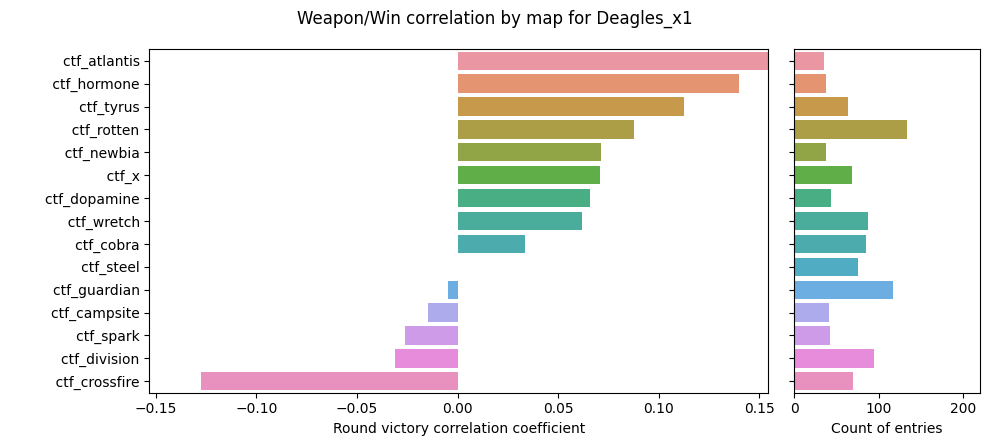 Weapon/Win correlation by map for Deagles_x1
ctf_atlantis
ctf_hormone
ctf_tyrus
ctf_rotten
ctf_newbia
ctf_x
ctf_dopamine
ctf_wretch
ctf_cobra
ctf_steel
ctf_guardian
ctf_campsite
ctf_spark
ctf_division
ctf_crossfire
−0.15 −0.10 −0.05 0.00 0.05 0.10 0.15
0 100 200
Round victory correlation coefficient
Count of entries